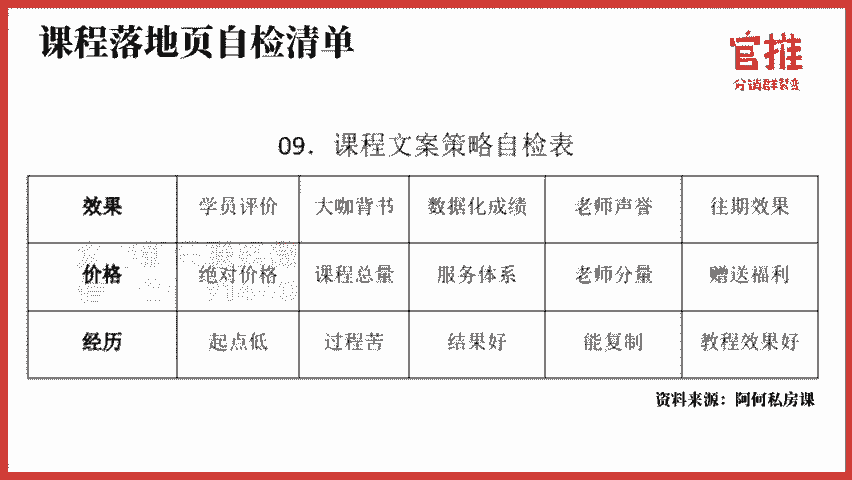 课程落地页自检清单
官推
分销群裂变
09. 课程文案策略自检表
效果 学员评价 大咖背书 数据化成绩 老师声誉 往期效果
价格 绝对价格 课程总量 服务体系 老师分量 赠送福利
经历 起点低 过程苦 结果好 能复制 教程效果好
资料来源：阿何私房课